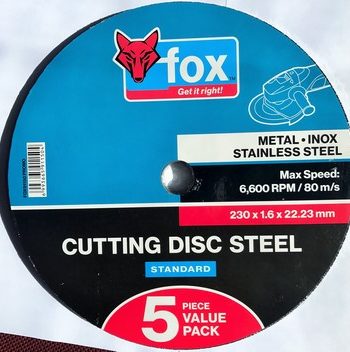 fox™
Get it right!
METAL • INOX
STAINLESS STEEL
Max Speed:
6,600 RPM / 80 m/s
230 x 1.6 x 22.23 mm
CUTTING DISC STEEL
STANDARD
5 PIECE
VALUE
PACK